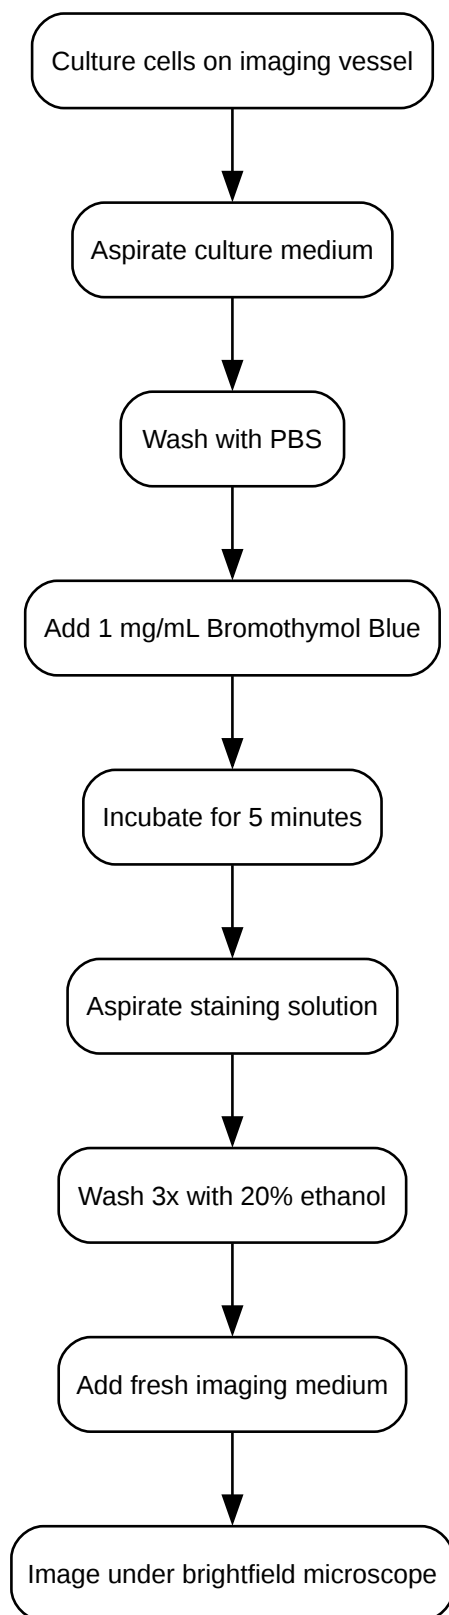 Culture cells on imaging vessel
Aspirate culture medium
Wash with PBS
Add 1 mg/mL Bromothymol Blue
Incubate for 5 minutes
Aspirate staining solution
Wash 3x with 20% ethanol
Add fresh imaging medium
Image under brightfield microscope